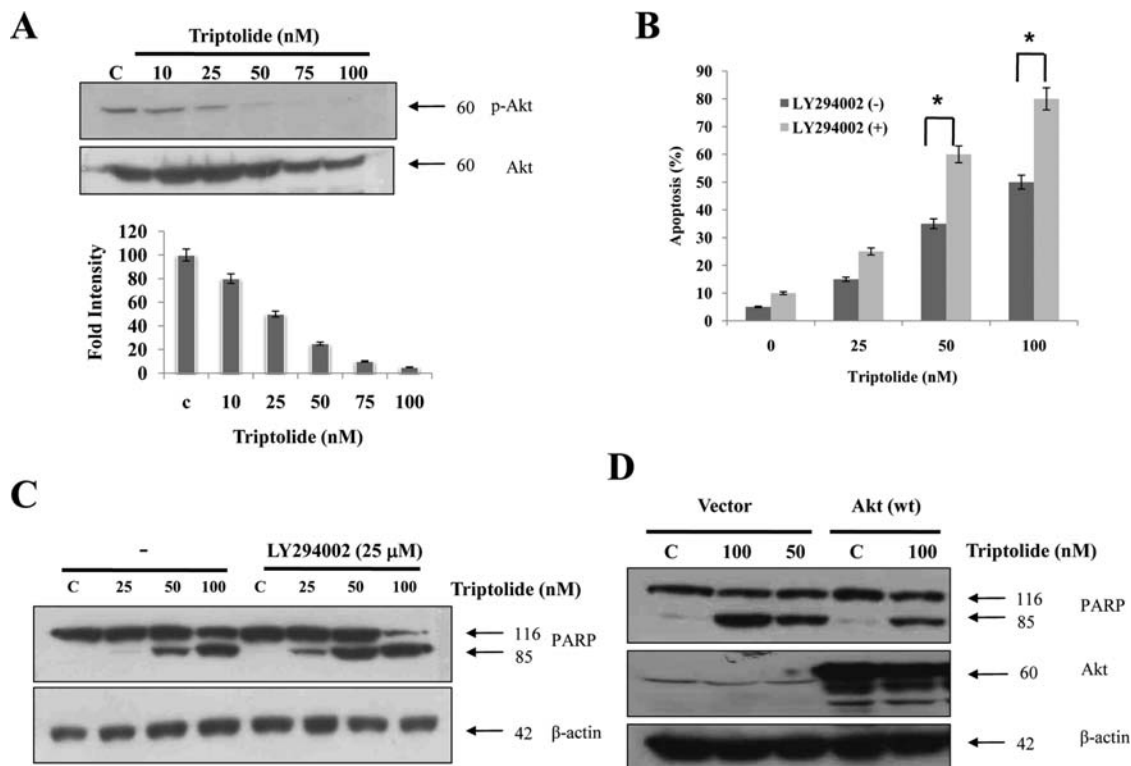 A
Triptolide (nM)
C 10 25 50 75 100
60 p-Akt
60 Akt
Fold Intensity
120
100
80
60
40
20
0
c 10 25 50 75 100
Triptolide (nM)
B
* *
LY294002 (-)
LY294002 (+)
Apoptosis (%)
90
80
70
60
50
40
30
20
10
0
0 25 50 100
Triptolide (nM)
C
- LY294002 (25 μM)
C 25 50 100 C 25 50 100 Triptolide (nM)
116 PARP
85
42 β-actin
D
Vector Akt (wt)
C 100 50 C 100 Triptolide (nM)
116 PARP
85
60 Akt
42 β-actin